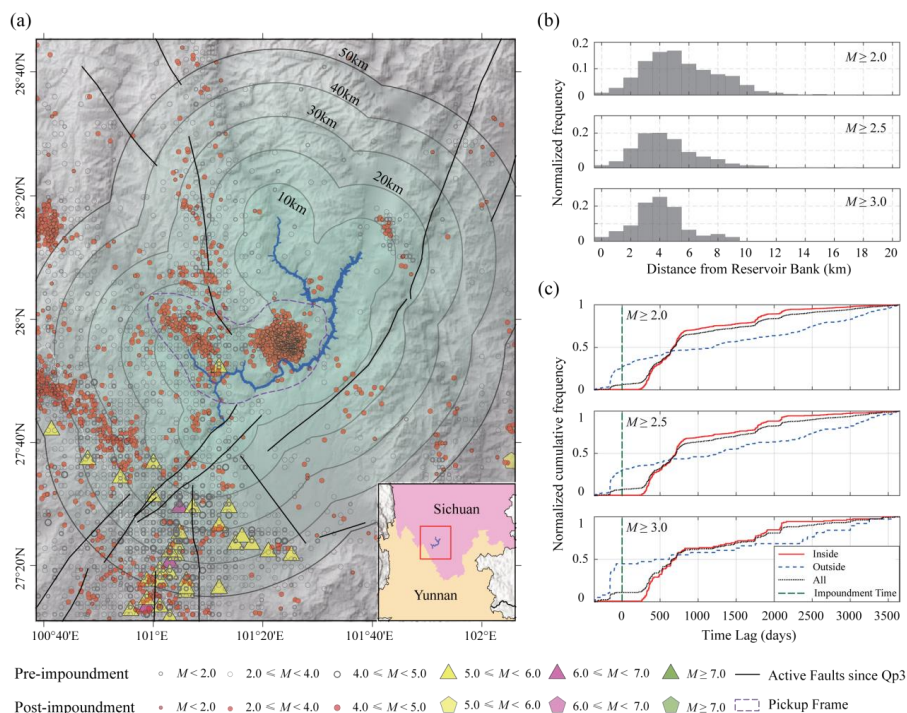 (a)
28°40′N
28°20′N
28°N
27°40′N
27°20′N
50km
40km
30km
20km
10km
Sichuan
Yunnan
100°40′E
101°E
101°20′E
101°40′E
102°E
(b)
Normalized frequency
0.2
0.1
0
M ≥ 2.0
0.2
0
M ≥ 2.5
0.2
0
M ≥ 3.0
0 2 4 6 8 10 12 14 16 18 20
Distance from Reservoir Bank (km)
(c)
Normalized cumulative frequency
1
0.5
0
M ≥ 2.0
1
0.5
0
M ≥ 2.5
1
0.5
0
M ≥ 3.0
Inside
Outside
All
Impoundment Time
0 500 1000 1500 2000 2500 3000 3500
Time Lag (days)
Pre-impoundment M < 2.0 2.0 ⩽ M < 4.0 4.0 ⩽ M < 5.0 5.0 ⩽ M < 6.0 6.0 ⩽ M < 7.0 M ⩾ 7.0 Active Faults since Qp3
Post-impoundment M < 2.0 2.0 ⩽ M < 4.0 4.0 ⩽ M < 5.0 5.0 ⩽ M < 6.0 6.0 ⩽ M < 7.0 M ⩾ 7.0 Pickup Frame